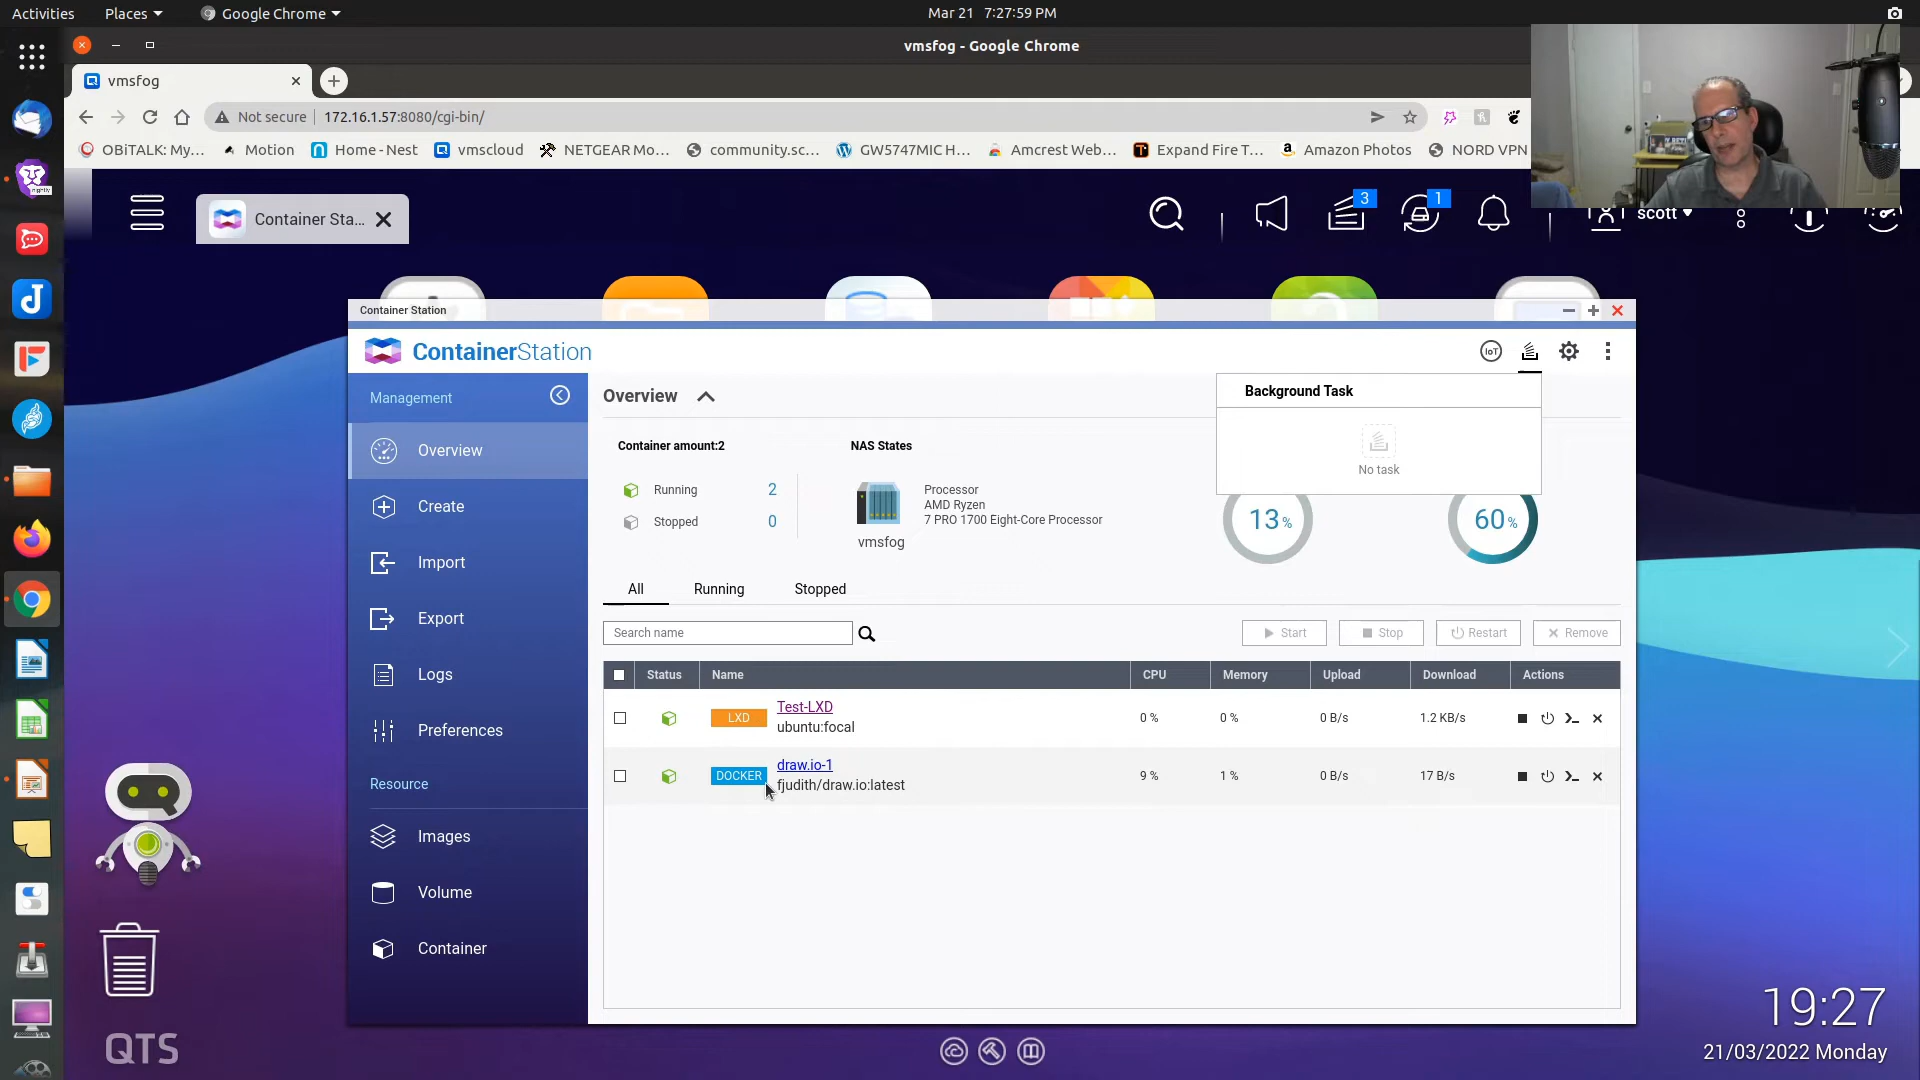 Activities
Places
Google Chrome
Mar 21 7:27:59 PM
vmsfog - Google Chrome
vmsfog
Not secure
172.16.1.57:8080/cgi-bin/
OBiTALK: My...
Motion
Home - Nest
vmscloud
NETGEAR Mo...
community.sc...
GW5747MIC H...
Amcrest Web...
Expand Fire T...
Amazon Photos
NORD VPN
nightly
Container Sta...
3
1
scott
Container Station
ContainerStation
IoT
Management
Overview
Create
Import
Export
Logs
Preferences
Resource
Images
Volume
Container
Overview
Background Task
No task
Container amount:2
Running 2
Stopped 0
NAS States
Processor
AMD Ryzen
7 PRO 1700 Eight-Core Processor
vmsfog
13 %
60 %
All
Running
Stopped
Search name
Start
Stop
Restart
Remove
Status Name CPU Memory Upload Download Actions
LXD Test-LXD
ubuntu:focal
0 % 0 % 0 B/s 1.2 KB/s
DOCKER draw.io-1
fjudith/draw.io:latest
9 % 1 % 0 B/s 17 B/s
QTS
19:27
21/03/2022 Monday